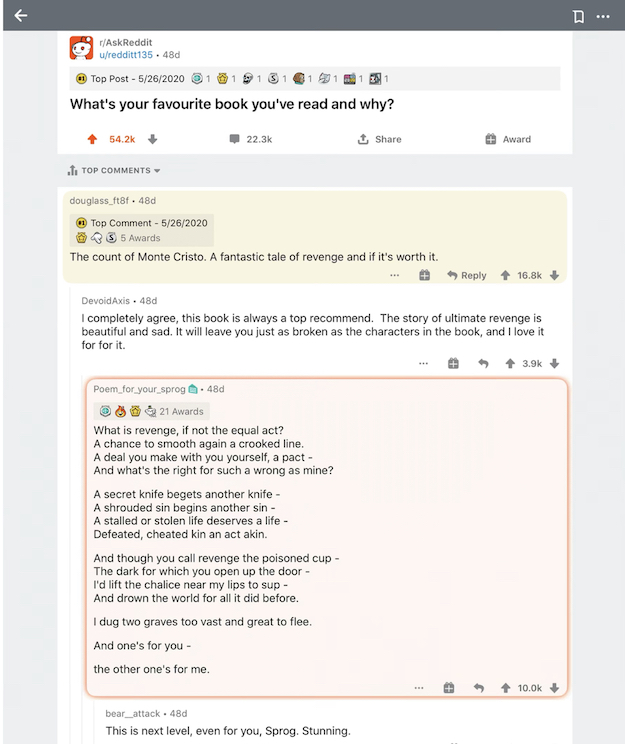 r/AskReddit
u/redditt135 • 48d
#1 Top Post - 5/26/2020 1 1 1 1 1 1 1 1
What's your favourite book you've read and why?
54.2k 22.3k Share Award
TOP COMMENTS
douglass_ft8f • 48d
#1 Top Comment - 5/26/2020
S 5 Awards
The count of Monte Cristo. A fantastic tale of revenge and if it's worth it.
... Reply 16.8k
DevoidAxis • 48d
I completely agree, this book is always a top recommend. The story of ultimate revenge is
beautiful and sad. It will leave you just as broken as the characters in the book, and I love it
for for it.
... 3.9k
Poem_for_your_sprog • 48d
21 Awards
What is revenge, if not the equal act?
A chance to smooth again a crooked line.
A deal you make with you yourself, a pact -
And what's the right for such a wrong as mine?
A secret knife begets another knife -
A shrouded sin begins another sin -
A stalled or stolen life deserves a life -
Defeated, cheated kin an act akin.
And though you call revenge the poisoned cup -
The dark for which you open up the door -
I'd lift the chalice near my lips to sup -
And drown the world for all it did before.
I dug two graves too vast and great to flee.
And one's for you -
the other one's for me.
... 10.0k
bear__attack • 48d
This is next level, even for you, Sprog. Stunning.